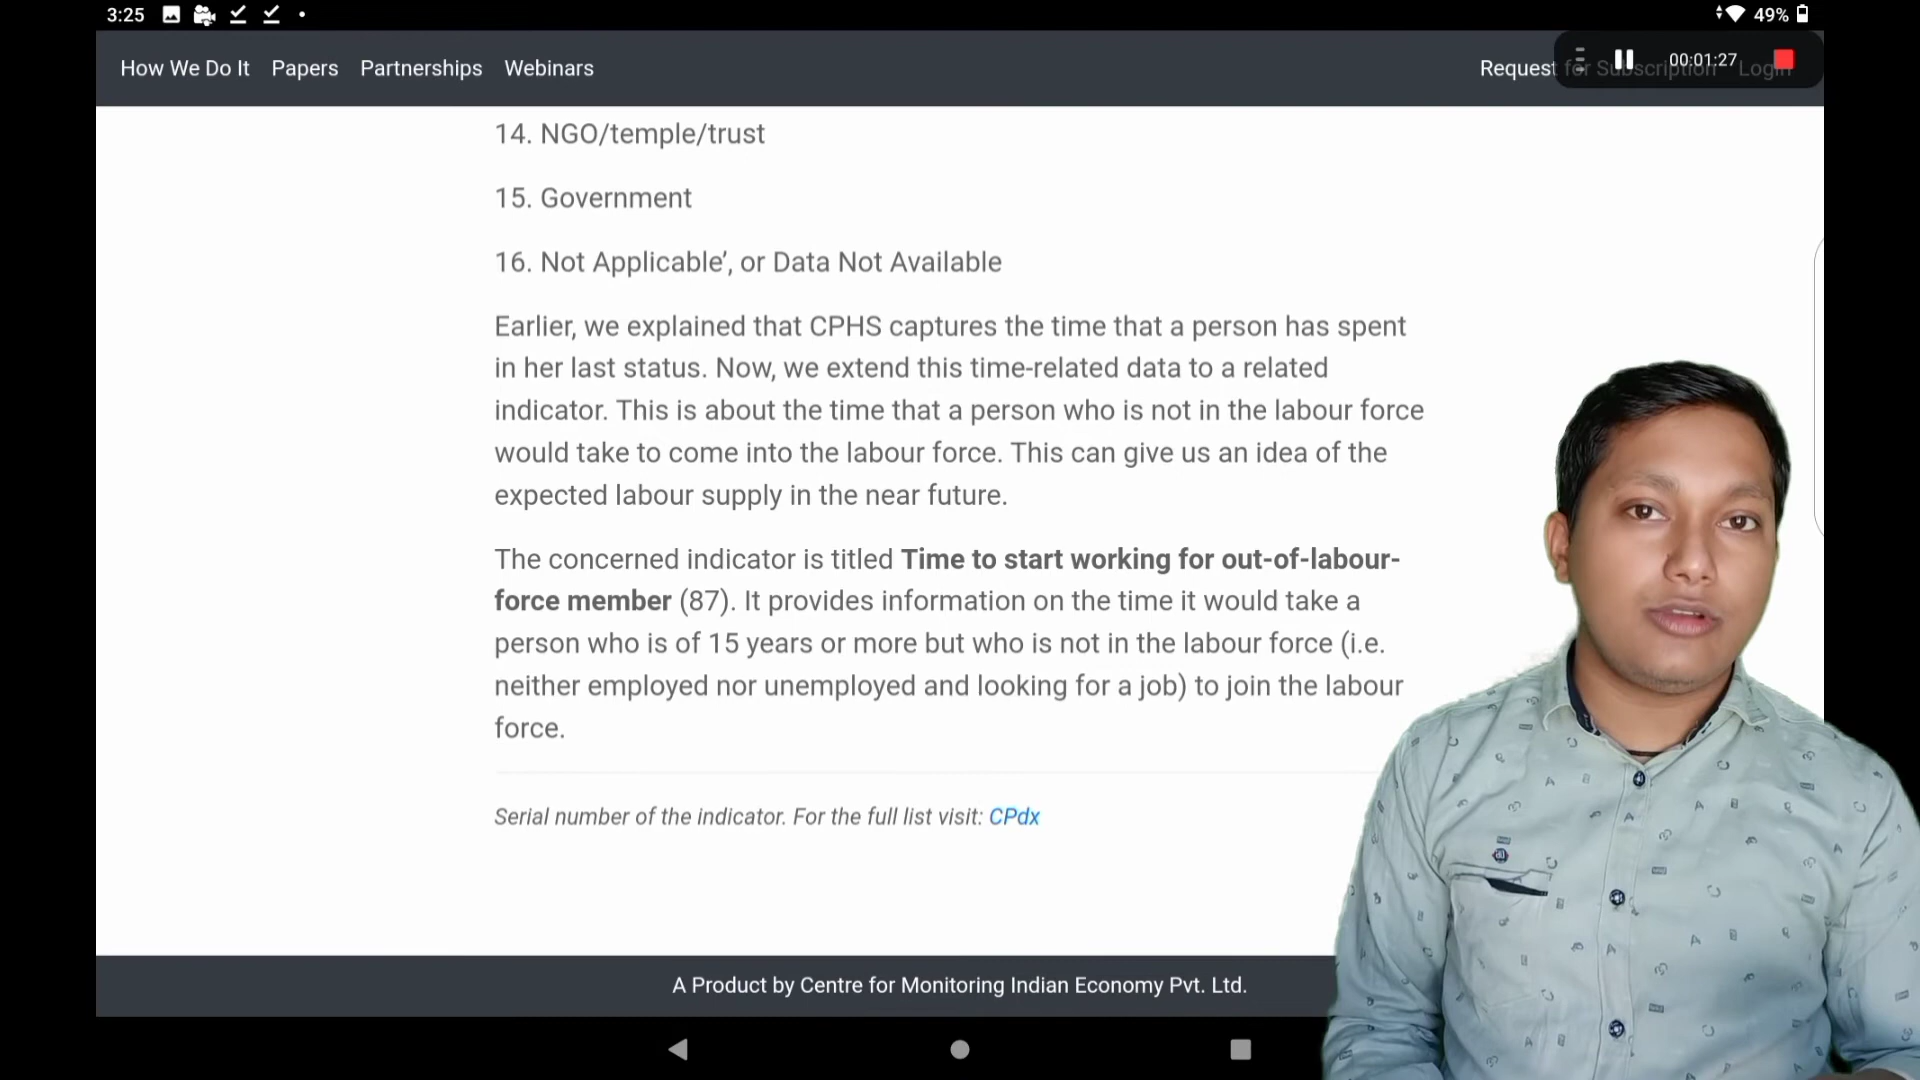 3:25
49%
How We Do It Papers Partnerships Webinars
Request for Subscription Login
00:01:27
14. NGO/temple/trust
15. Government
16. Not Applicable’, or Data Not Available
Earlier, we explained that CPHS captures the time that a person has spent
in her last status. Now, we extend this time-related data to a related
indicator. This is about the time that a person who is not in the labour force
would take to come into the labour force. This can give us an idea of the
expected labour supply in the near future.
The concerned indicator is titled Time to start working for out-of-labour-
force member (87). It provides information on the time it would take a
person who is of 15 years or more but who is not in the labour force (i.e.
neither employed nor unemployed and looking for a job) to join the labour
force.
Serial number of the indicator. For the full list visit: CPdx
A Product by Centre for Monitoring Indian Economy Pvt. Ltd.